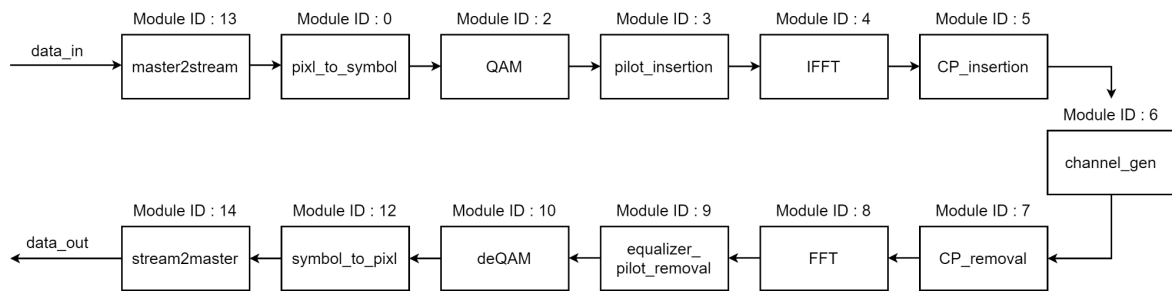 Module ID : 13
Module ID : 0
Module ID : 2
Module ID : 3
Module ID : 4
Module ID : 5
data_in
master2stream
pixl_to_symbol
QAM
pilot_insertion
IFFT
CP_insertion
Module ID : 6
channel_gen
Module ID : 14
Module ID : 12
Module ID : 10
Module ID : 9
Module ID : 8
Module ID : 7
data_out
stream2master
symbol_to_pixl
deQAM
equalizer_
pilot_removal
FFT
CP_removal